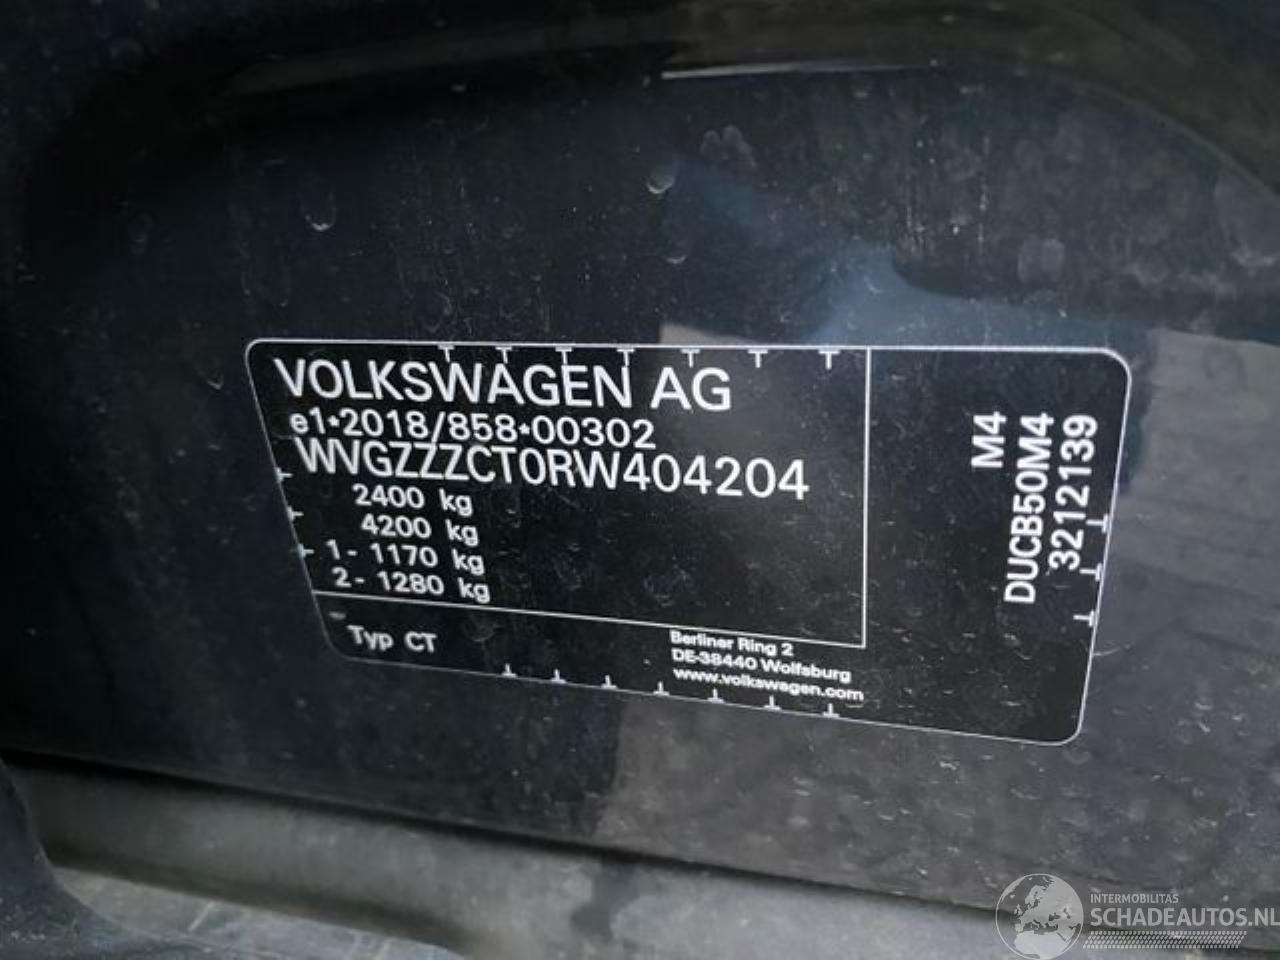 VOLKSWAGEN AG
e1*2018/858*00302
WVGZZZCT0RW404204
2400 kg
4200 kg
1- 1170 kg
2- 1280 kg
Typ CT
Berliner Ring 2
DE-38440 Wolfsburg
www.volkswagen.com
M4
DUCB50M4
3212139
INTERMOBILITAS
SCHADEAUTOS.NL